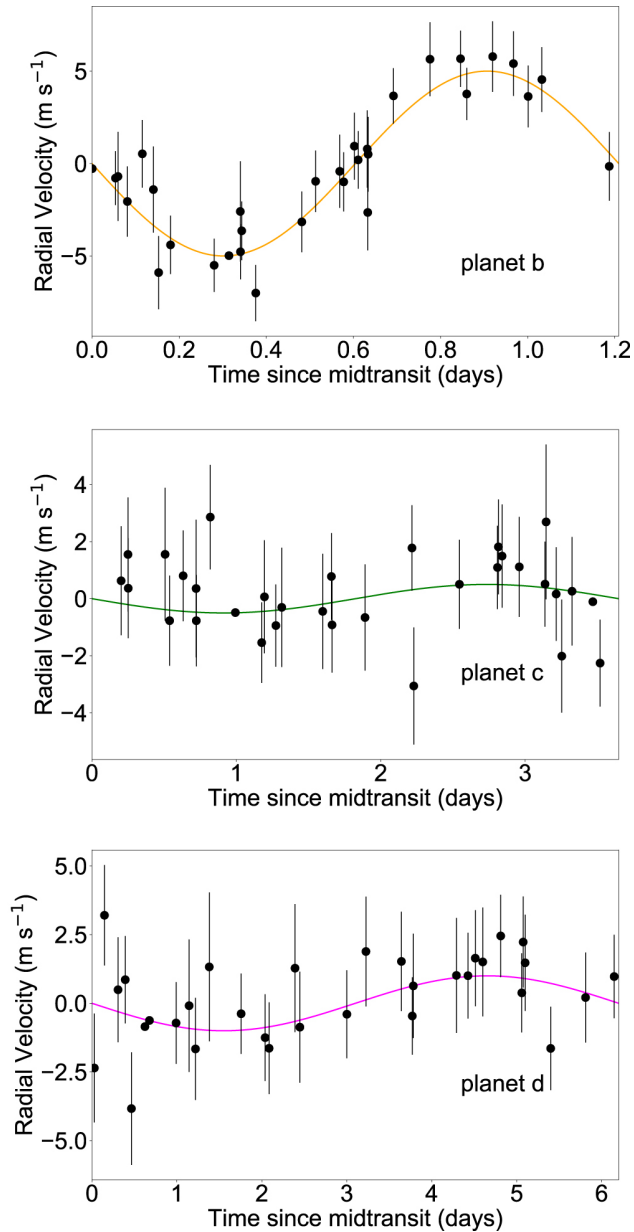 5
0
−5
Radial Velocity (m s⁻¹)
planet b
0.0 0.2 0.4 0.6 0.8 1.0 1.2
Time since midtransit (days)
4
2
0
−2
−4
Radial Velocity (m s⁻¹)
planet c
0 1 2 3
Time since midtransit (days)
5.0
2.5
0.0
−2.5
−5.0
Radial Velocity (m s⁻¹)
planet d
0 1 2 3 4 5 6
Time since midtransit (days)